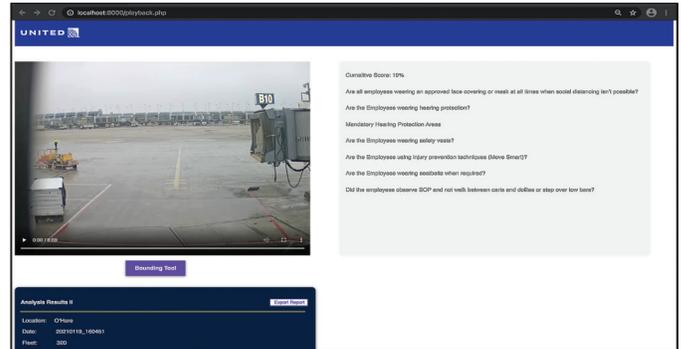 localhost:8000/playback.php
UNITED
B10
0:00 / 8:20
Bounding Tool
Cumalitve Score: 10%
Are all employees wearing an approved face covering or mask at all times when social distancing isn't possible?
Are the Employees wearing hearing protection?
Mandatory Hearing Protection Areas
Are the Employees wearing safety vests?
Are the Employees using injury prevention techniques (Move Smart)?
Are the Employees wearing seatbelts when required?
Did the employees observe SOP and not walk between carts and dollies or step over tow bars?
Analysis Results II
Export Report
Location: O'Hare
Date: 20210119_160451
Fleet: 320